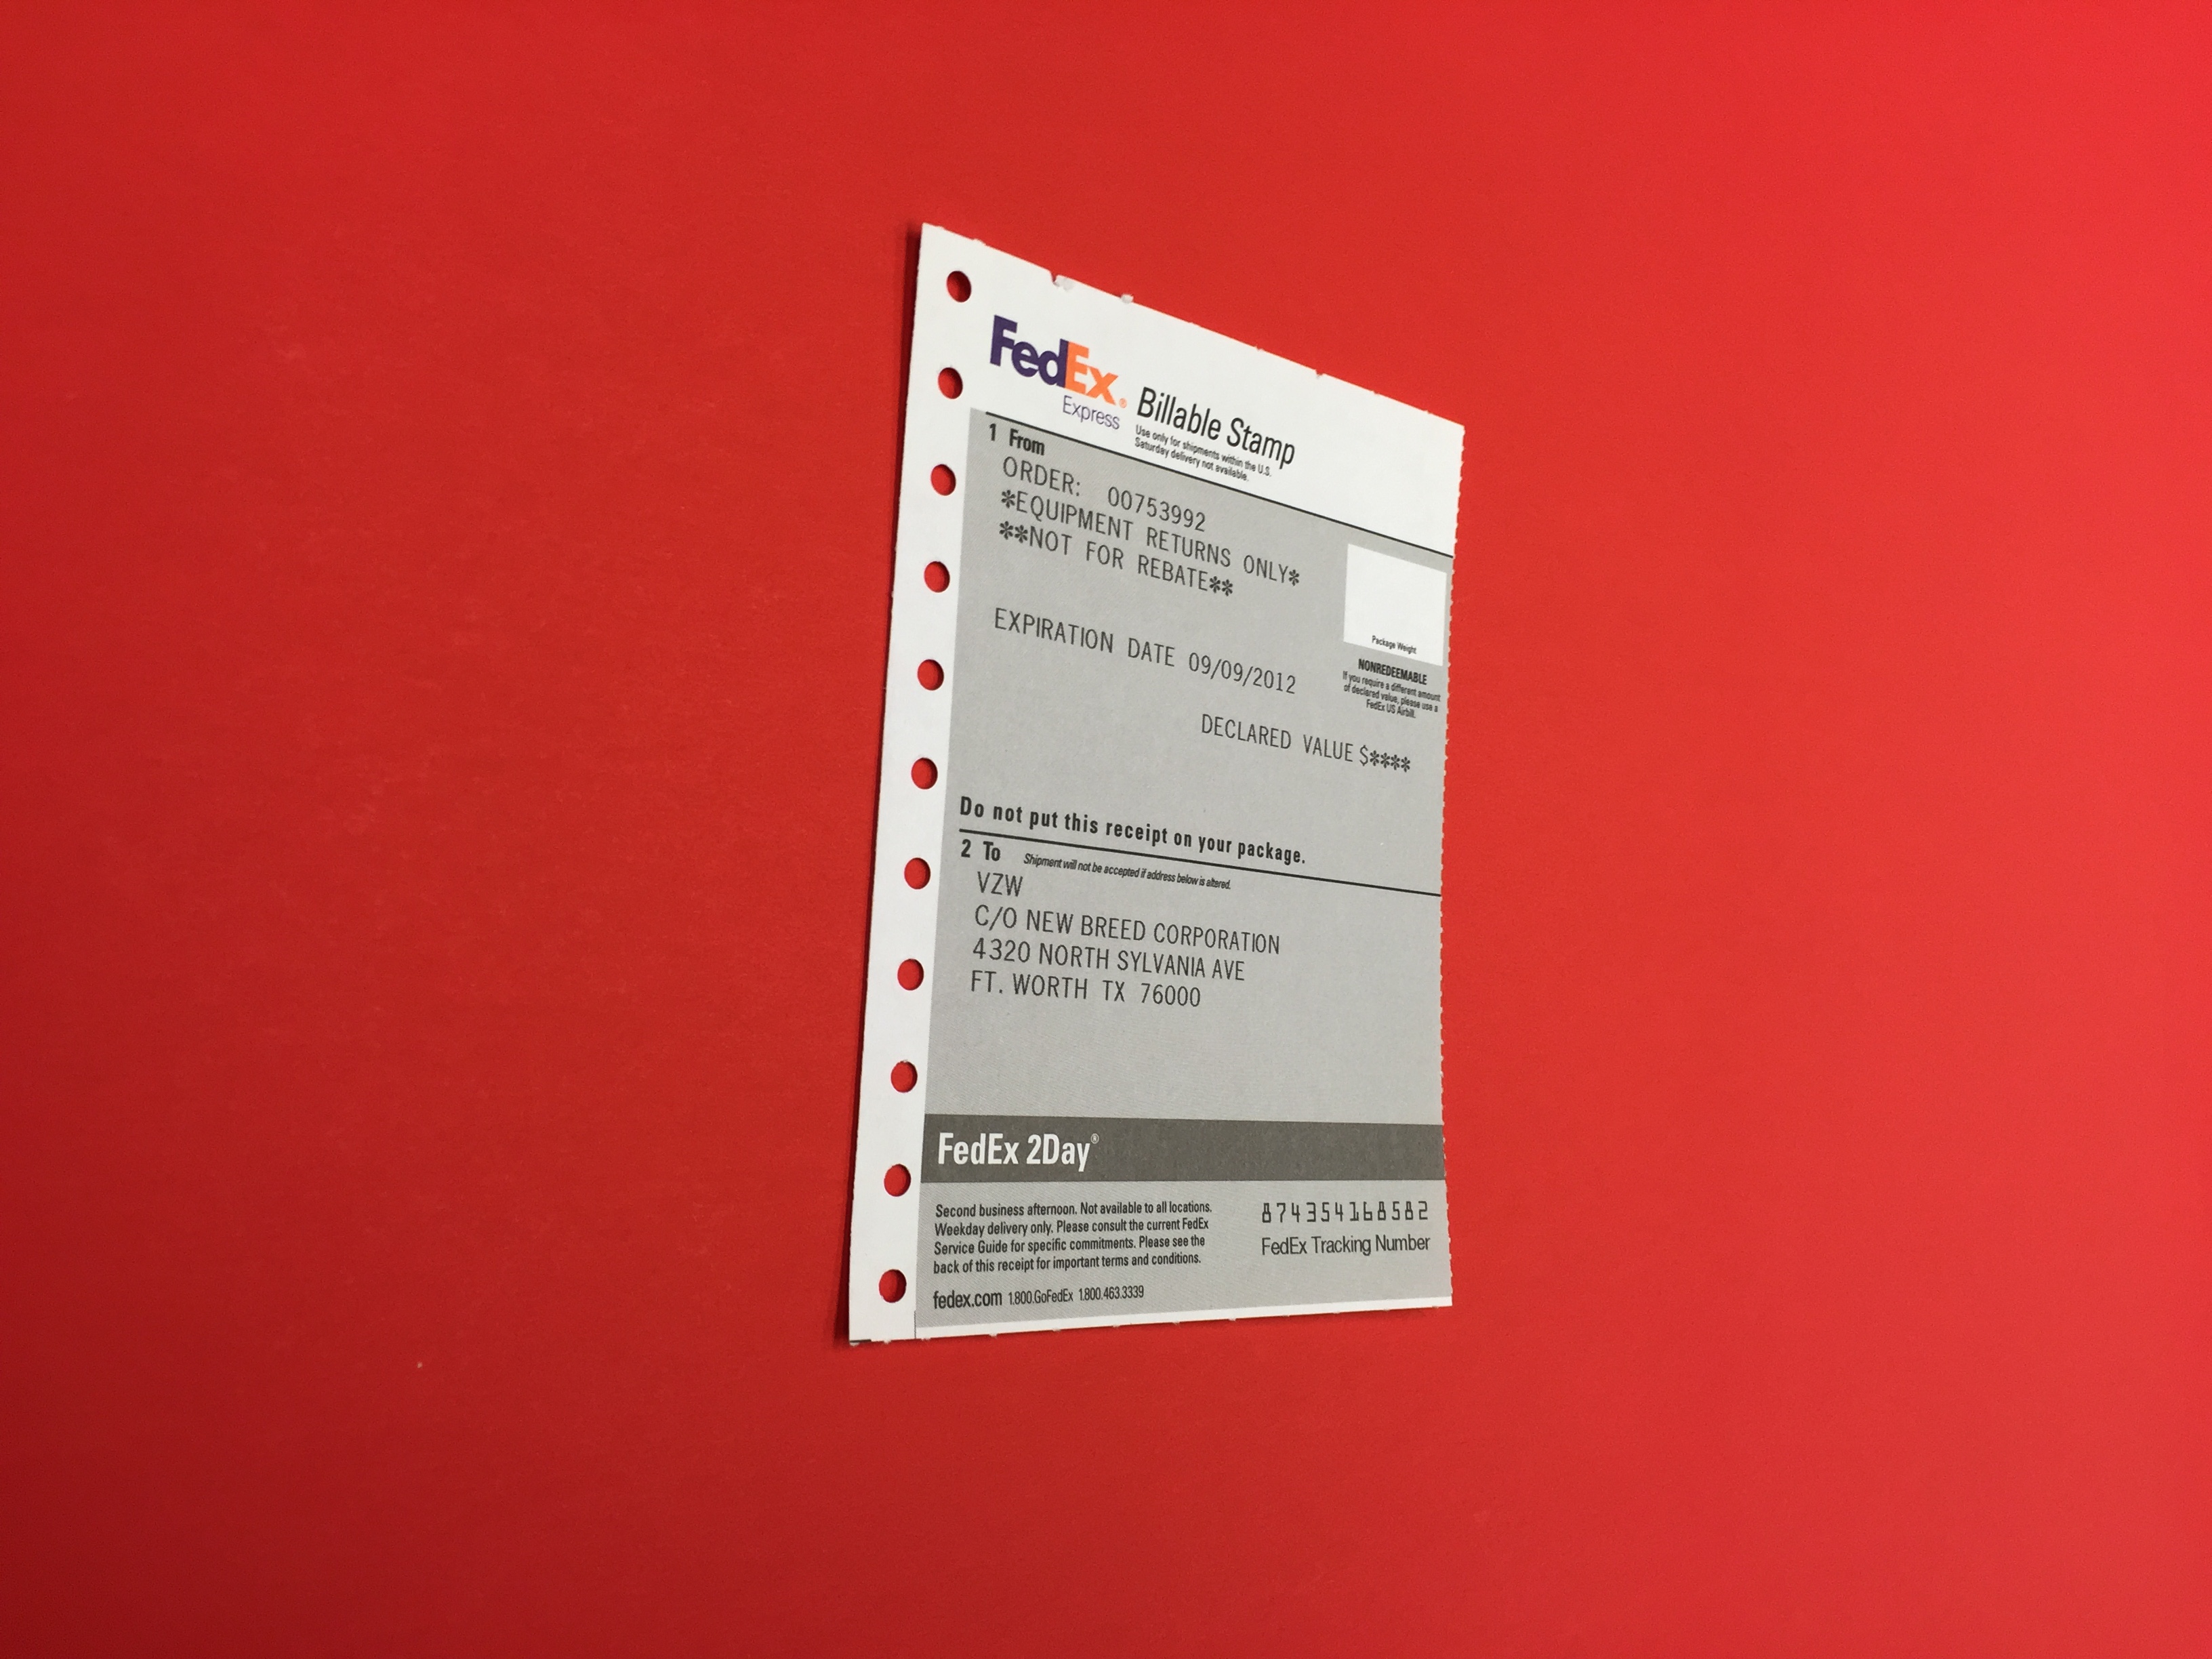 FedEx® Billable Stamp
Express
Use only for shipments within the U.S.
Saturday delivery not available.
1 From
ORDER: 00753992
*EQUIPMENT RETURNS ONLY*
**NOT FOR REBATE**
Package Weight
NONREDEEMABLE
If you require a different amount
of declared value, please use a
FedEx US Airbill.
EXPIRATION DATE 09/09/2012
DECLARED VALUE $****
Do not put this receipt on your package.
2 To Shipment will not be accepted if address below is altered.
VZW
C/O NEW BREED CORPORATION
4320 NORTH SYLVANIA AVE
FT. WORTH TX 76000
FedEx 2Day®
Second business afternoon. Not available to all locations.
Weekday delivery only. Please consult the current FedEx
Service Guide for specific commitments. Please see the
back of this receipt for important terms and conditions.
fedex.com 1.800.GoFedEx 1.800.463.3339
874354168582
FedEx Tracking Number